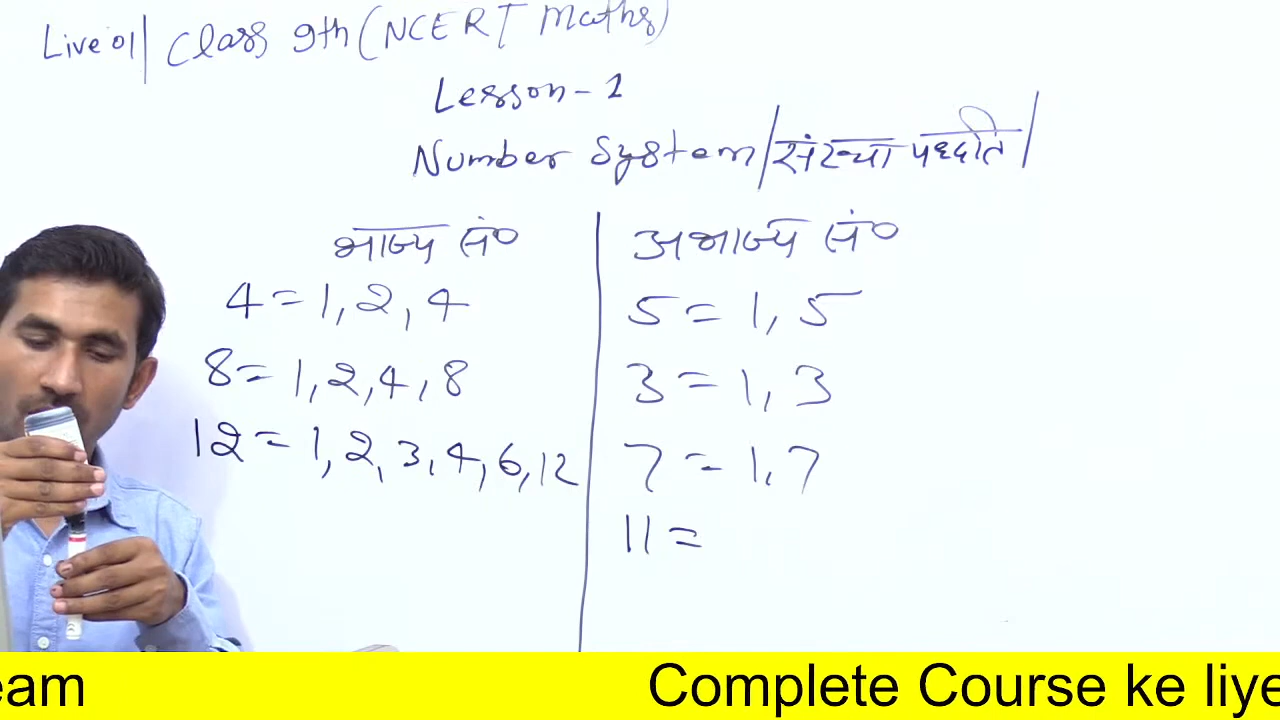 Live 01| Class 9th (NCERT Maths)
Lesson - 1
Number System/संख्या पध्दति/
भाज्य सं०
4 = 1, 2, 4
8 = 1, 2, 4, 8
12 = 1, 2, 3, 4, 6, 12
अभाज्य सं०
5 = 1, 5
3 = 1, 3
7 = 1, 7
11 =
eam Complete Course ke liye